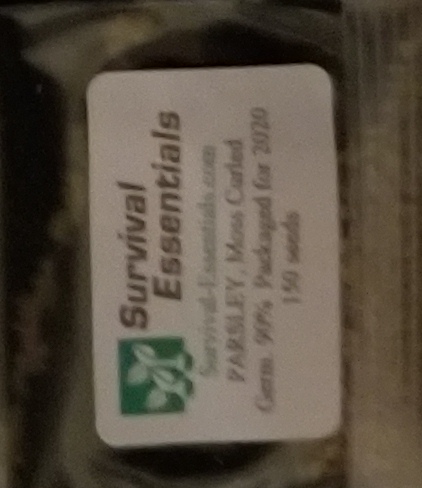 Survival
Essentials
Survival-Essentials.com
PARSLEY, Moss Curled
Germ. 90% Packaged for 2020
150 seeds